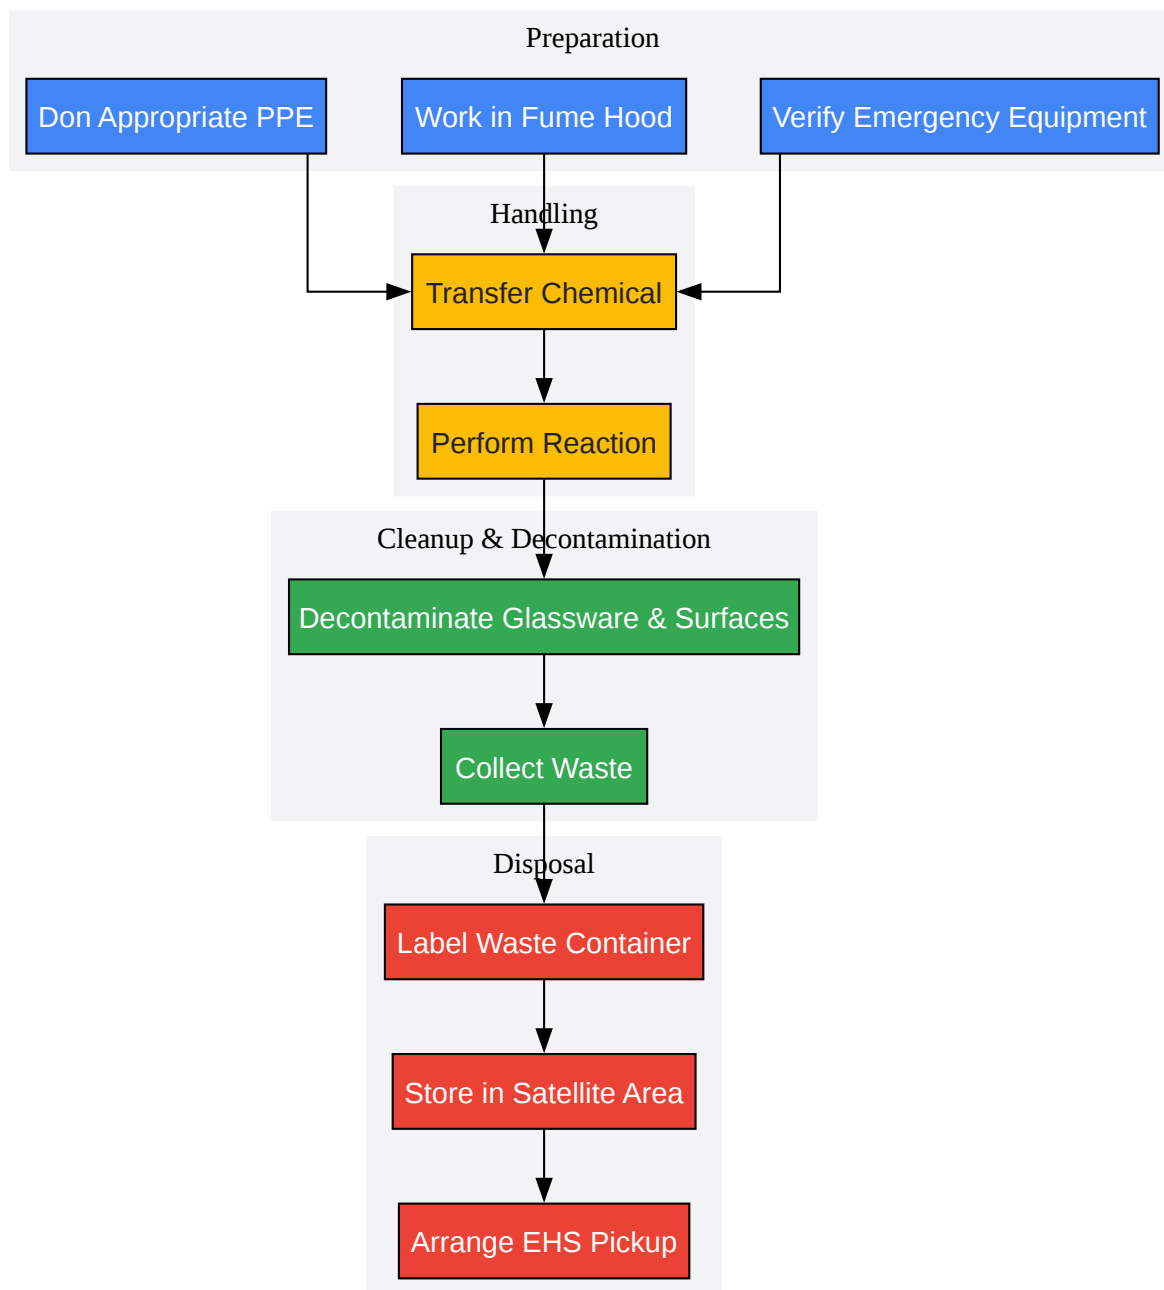 Preparation
Don Appropriate PPE
Work in Fume Hood
Verify Emergency Equipment
Handling
Transfer Chemical
Perform Reaction
Cleanup & Decontamination
Decontaminate Glassware & Surfaces
Collect Waste
Disposal
Label Waste Container
Store in Satellite Area
Arrange EHS Pickup